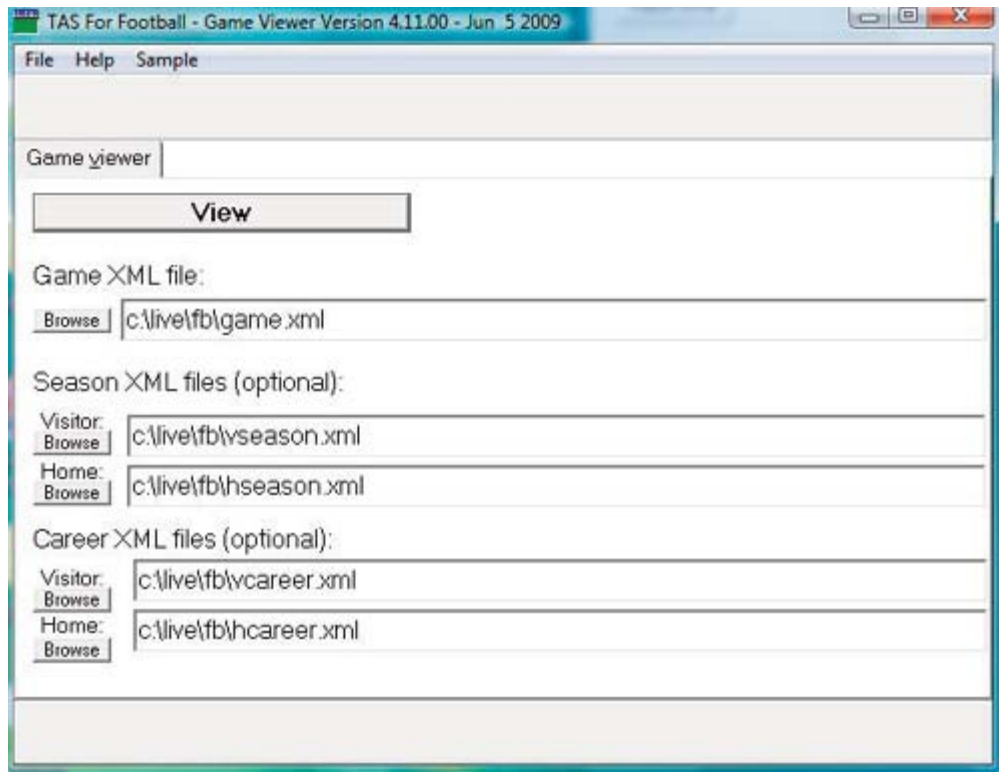 TAS For Football - Game Viewer Version 4.11.00 - Jun 5 2009
File Help Sample
Game viewer
View
Game XML file:
Browse c:\live\fb\game.xml
Season XML files (optional):
Visitor:
Browse c:\live\fb\vseason.xml
Home:
Browse c:\live\fb\hseason.xml
Career XML files (optional):
Visitor:
Browse c:\live\fb\vcareer.xml
Home:
Browse c:\live\fb\hcareer.xml